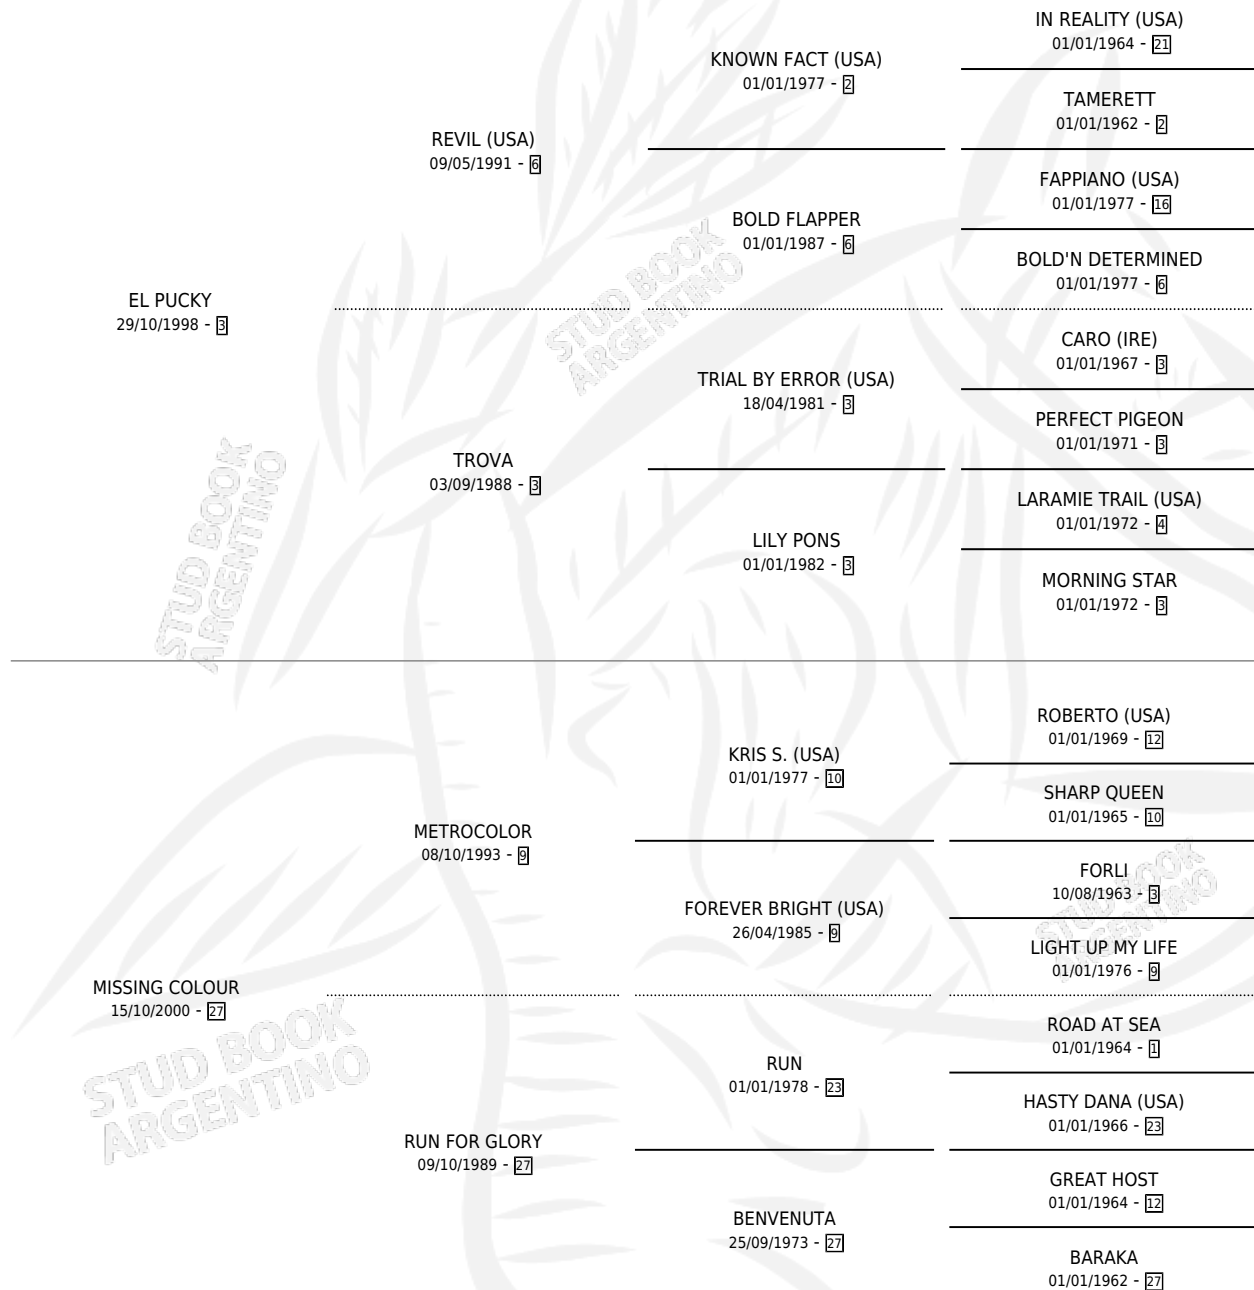 IN REALITY (USA)
01/01/1964 - 21
KNOWN FACT (USA)
01/01/1977 - 2
TAMERETT
01/01/1962 - 2
REVIL (USA)
09/05/1991 - 6
FAPPIANO (USA)
01/01/1977 - 16
BOLD FLAPPER
01/01/1987 - 6
BOLD'N DETERMINED
01/01/1977 - 6
EL PUCKY
29/10/1998 - 3
CARO (IRE)
01/01/1967 - 3
TRIAL BY ERROR (USA)
18/04/1981 - 3
PERFECT PIGEON
01/01/1971 - 3
TROVA
03/09/1988 - 3
LARAMIE TRAIL (USA)
01/01/1972 - 4
LILY PONS
01/01/1982 - 3
MORNING STAR
01/01/1972 - 3
STUD BOOK
ARGENTINO
STUD BOOK
ARGENTINO
ROBERTO (USA)
01/01/1969 - 12
KRIS S. (USA)
01/01/1977 - 10
SHARP QUEEN
01/01/1965 - 10
METROCOLOR
08/10/1993 - 9
FORLI
10/08/1963 - 3
FOREVER BRIGHT (USA)
26/04/1985 - 9
LIGHT UP MY LIFE
01/01/1976 - 9
MISSING COLOUR
15/10/2000 - 27
ROAD AT SEA
01/01/1964 - 1
RUN
01/01/1978 - 23
HASTY DANA (USA)
01/01/1966 - 23
RUN FOR GLORY
09/10/1989 - 27
GREAT HOST
01/01/1964 - 12
BENVENUTA
25/09/1973 - 27
BARAKA
01/01/1962 - 27
STUD BOOK
ARGENTINO
STUD BOOK
ARGENTINO